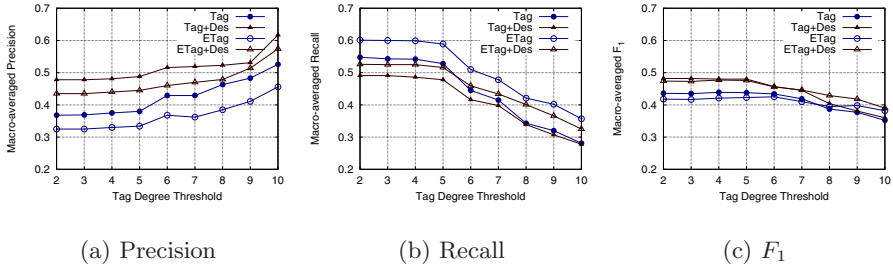 Macro-averaged Precision
0.7
0.6
0.5
0.4
0.3
0.2
2 3 4 5 6 7 8 9 10
Tag Degree Threshold
Tag
Tag+Des
ETag
ETag+Des
(a) Precision
Macro-averaged Recall
0.7
0.6
0.5
0.4
0.3
0.2
2 3 4 5 6 7 8 9 10
Tag Degree Threshold
Tag
Tag+Des
ETag
ETag+Des
(b) Recall
Macro-averaged F1
0.7
0.6
0.5
0.4
0.3
0.2
2 3 4 5 6 7 8 9 10
Tag Degree Threshold
Tag
Tag+Des
ETag
ETag+Des
(c) F1